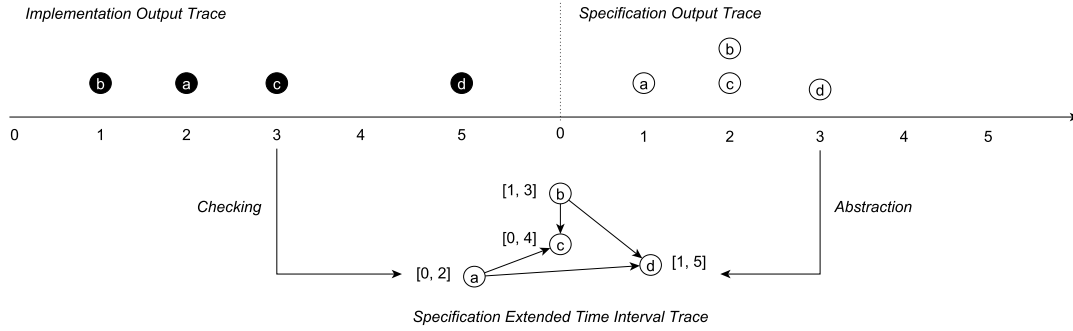 Implementation Output Trace
Specification Output Trace
b
b a c d
a c d
0 1 2 3 4 5 0 1 2 3 4 5
[1, 3] b
Checking
Abstraction
[0, 4] c
[1, 5] d
[0, 2] a
Specification Extended Time Interval Trace